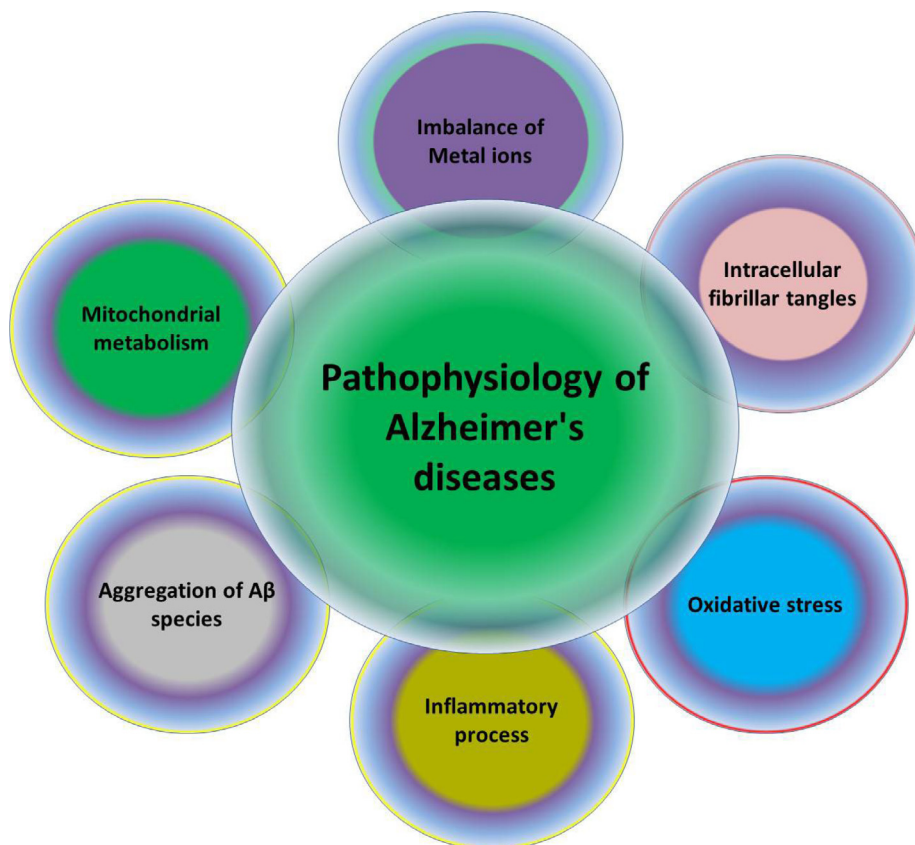 Imbalance of
Metal ions
Intracellular
fibrillar tangles
Mitochondrial
metabolism
Pathophysiology of
Alzheimer's
diseases
Aggregation of Aβ
species
Oxidative stress
Inflammatory
process